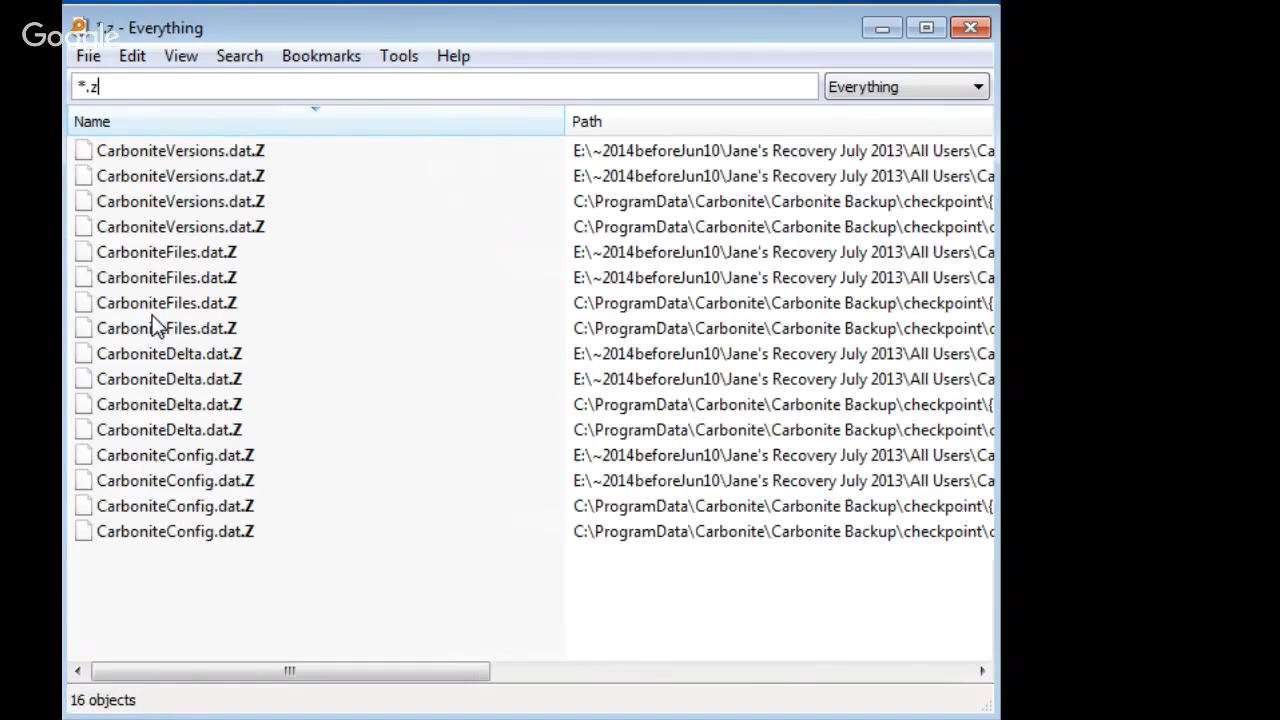 Google
*.z - Everything
File Edit View Search Bookmarks Tools Help
*.z Everything
Name Path
CarboniteVersions.dat.Z E:\~2014beforeJun10\Jane's Recovery July 2013\All Users\Ca
CarboniteVersions.dat.Z E:\~2014beforeJun10\Jane's Recovery July 2013\All Users\Ca
CarboniteVersions.dat.Z C:\ProgramData\Carbonite\Carbonite Backup\checkpoint\{
CarboniteVersions.dat.Z C:\ProgramData\Carbonite\Carbonite Backup\checkpoint\c
CarboniteFiles.dat.Z E:\~2014beforeJun10\Jane's Recovery July 2013\All Users\Ca
CarboniteFiles.dat.Z E:\~2014beforeJun10\Jane's Recovery July 2013\All Users\Ca
CarboniteFiles.dat.Z C:\ProgramData\Carbonite\Carbonite Backup\checkpoint\{
CarboniteFiles.dat.Z C:\ProgramData\Carbonite\Carbonite Backup\checkpoint\c
CarboniteDelta.dat.Z E:\~2014beforeJun10\Jane's Recovery July 2013\All Users\Ca
CarboniteDelta.dat.Z E:\~2014beforeJun10\Jane's Recovery July 2013\All Users\Ca
CarboniteDelta.dat.Z C:\ProgramData\Carbonite\Carbonite Backup\checkpoint\{
CarboniteDelta.dat.Z C:\ProgramData\Carbonite\Carbonite Backup\checkpoint\c
CarboniteConfig.dat.Z E:\~2014beforeJun10\Jane's Recovery July 2013\All Users\Ca
CarboniteConfig.dat.Z E:\~2014beforeJun10\Jane's Recovery July 2013\All Users\Ca
CarboniteConfig.dat.Z C:\ProgramData\Carbonite\Carbonite Backup\checkpoint\{
CarboniteConfig.dat.Z C:\ProgramData\Carbonite\Carbonite Backup\checkpoint\c
16 objects